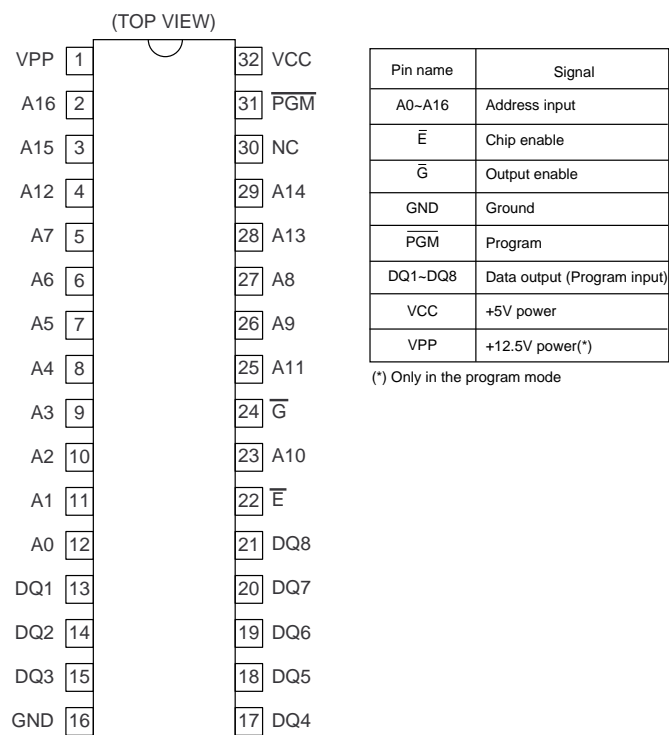 (TOP VIEW)
VPP 1 32 VCC
A16 2 31 P̅G̅M̅
A15 3 30 NC
A12 4 29 A14
A7 5 28 A13
A6 6 27 A8
A5 7 26 A9
A4 8 25 A11
A3 9 24 G̅
A2 10 23 A10
A1 11 22 E̅
A0 12 21 DQ8
DQ1 13 20 DQ7
DQ2 14 19 DQ6
DQ3 15 18 DQ5
GND 16 17 DQ4
Pin name Signal
A0~A16 Address input
E̅ Chip enable
G̅ Output enable
GND Ground
P̅G̅M̅ Program
DQ1~DQ8 Data output (Program input)
VCC +5V power
VPP +12.5V power(*)
(*) Only in the program mode